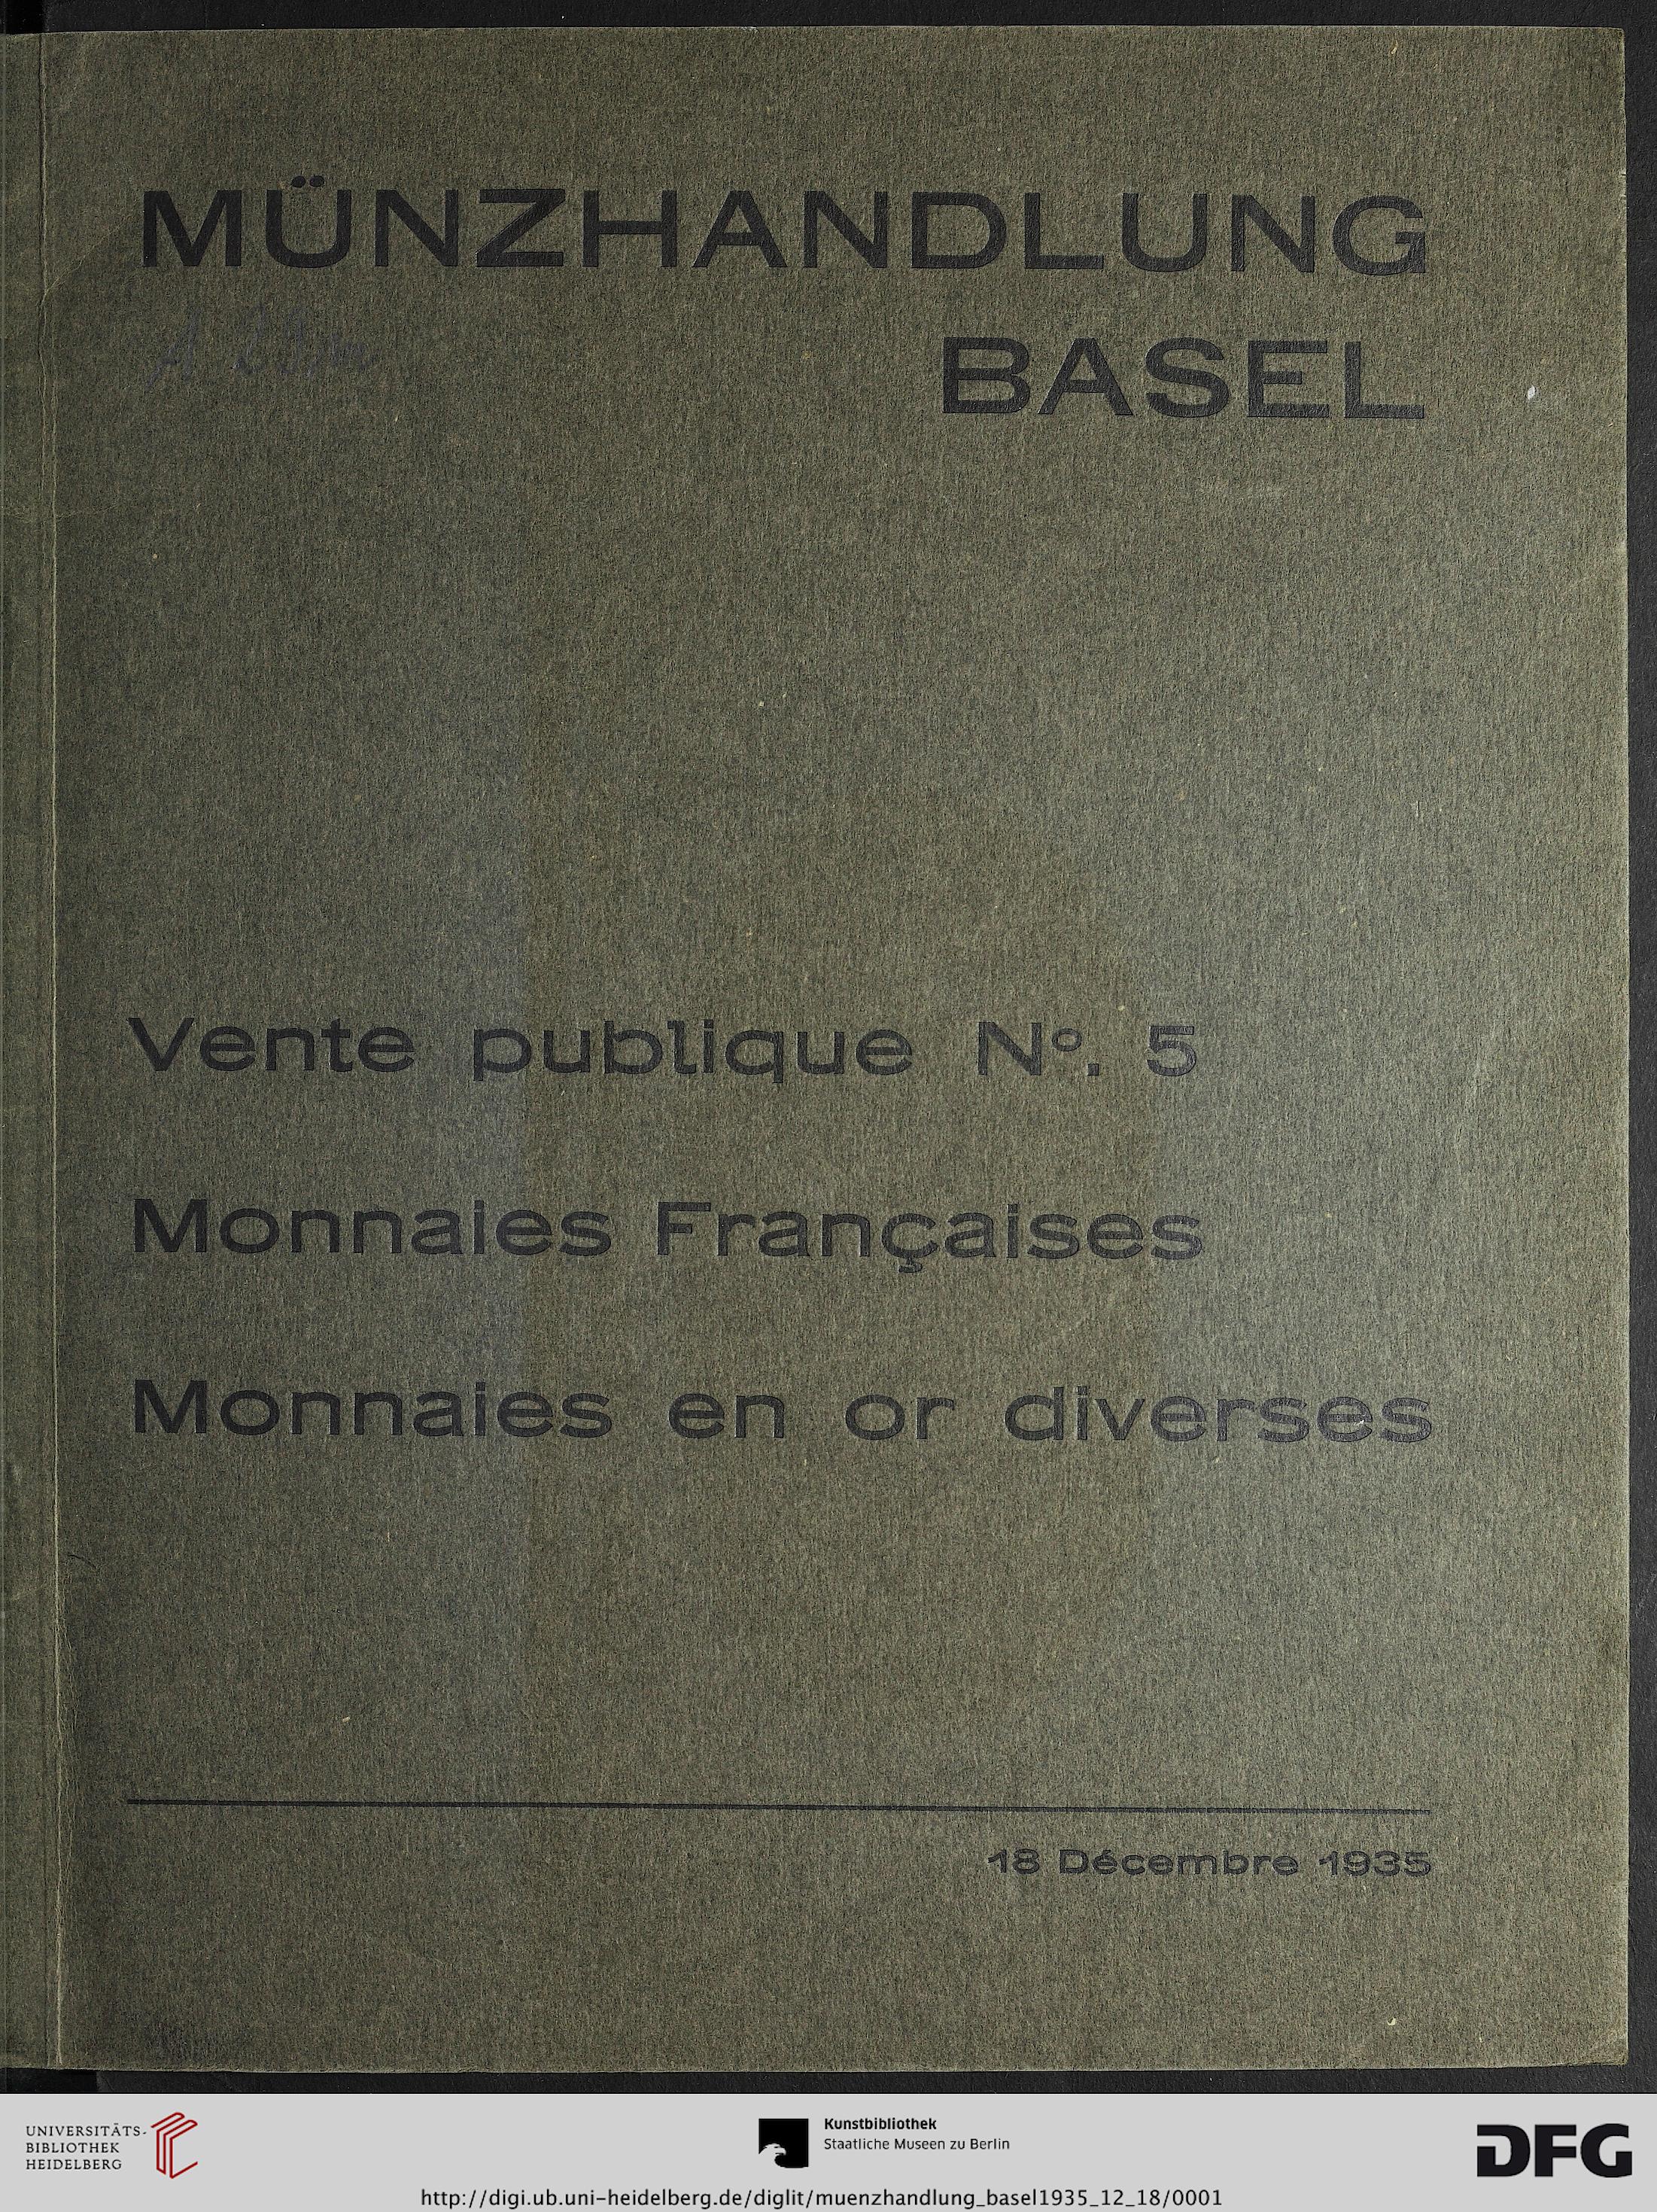 MÜNZHANDLUNG
BASEL
Vente publique Nº. 5
Monnaies Françaises
Monnaies en or diverses
18 Décembre 1935
UNIVERSITÄTS-
BIBLIOTHEK
HEIDELBERG
Kunstbibliothek
Staatliche Museen zu Berlin
DFG
http://digi.ub.uni-heidelberg.de/diglit/muenzhandlung_basel1935_12_18/0001